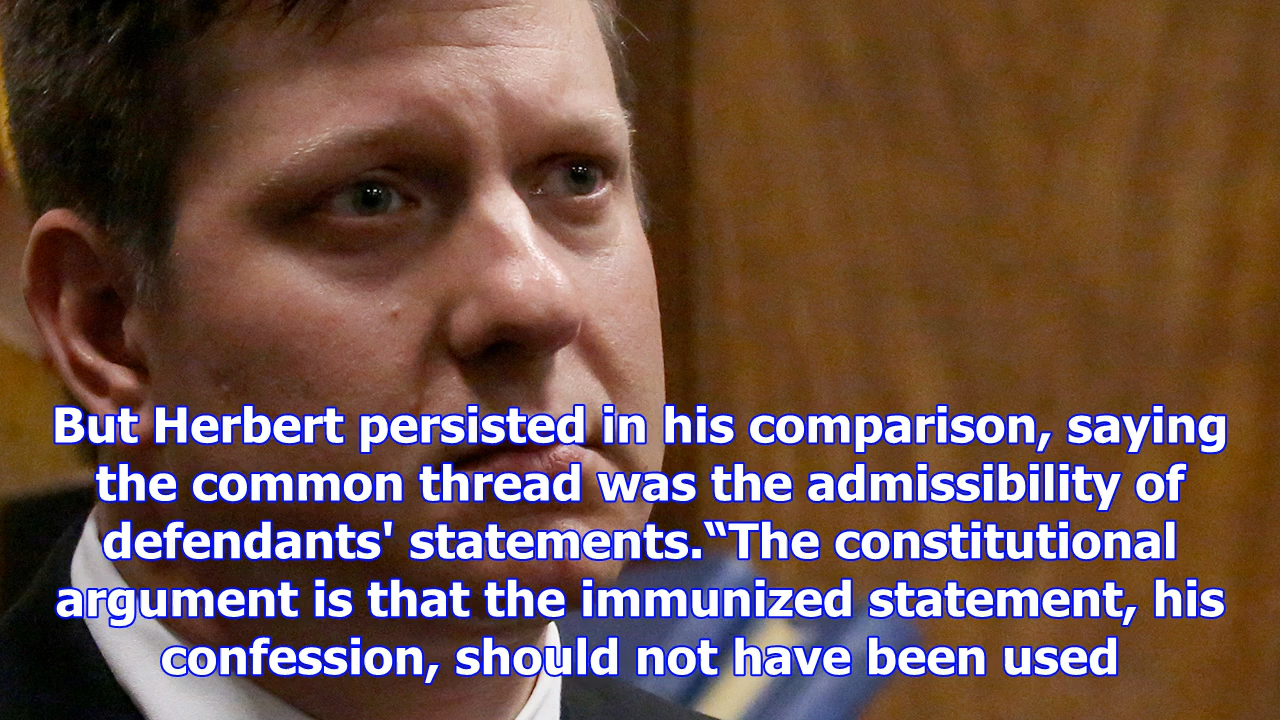 But Herbert persisted in his comparison, saying
the common thread was the admissibility of
defendants' statements.“The constitutional
argument is that the immunized statement, his
confession, should not have been used